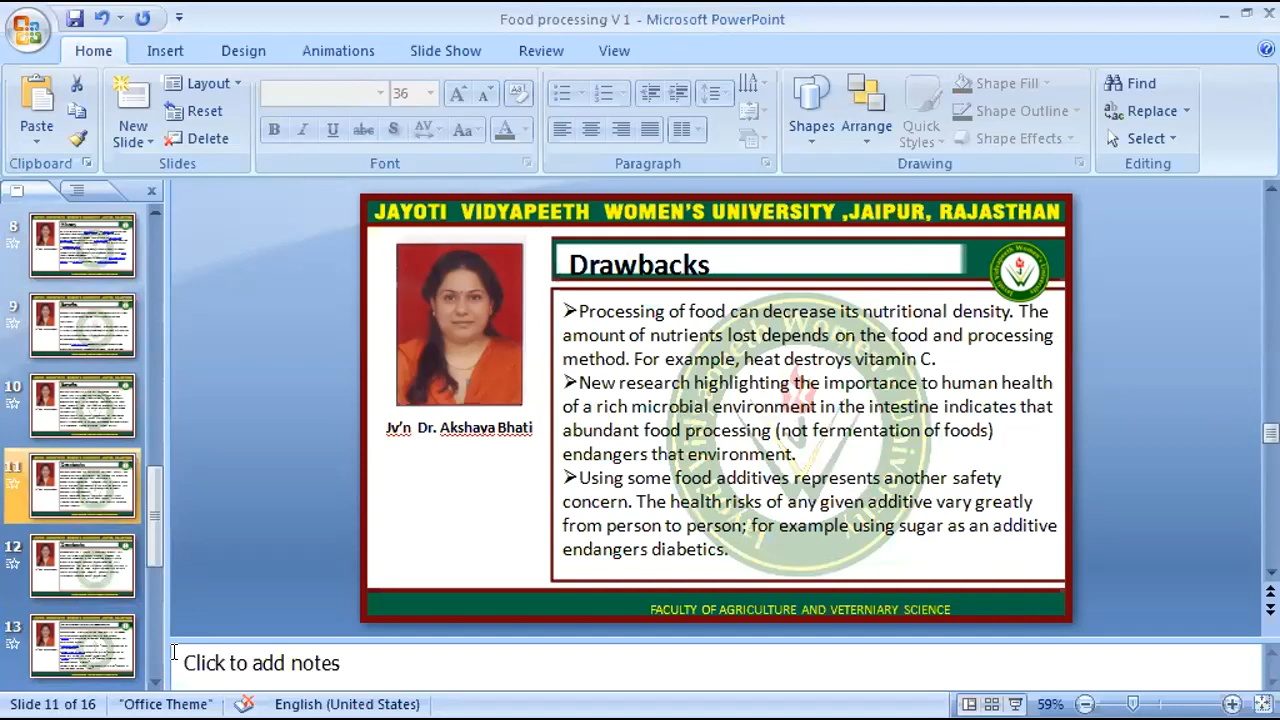 Food processing V 1 - Microsoft PowerPoint
Home Insert Design Animations Slide Show Review View
Paste
Clipboard
New Slide
Layout
Reset
Delete
Slides
36
Font
Paragraph
Shapes Arrange Quick Styles
Shape Fill
Shape Outline
Shape Effects
Drawing
Find
Replace
Select
Editing
8
9
10
11
12
13
JAYOTI VIDYAPEETH WOMEN'S UNIVERSITY ,JAIPUR, RAJASTHAN
Drawbacks
Jv'n Dr. Akshara Bhati
➢Processing of food can decrease its nutritional density. The
amount of nutrients lost depends on the food and processing
method. For example, heat destroys vitamin C.
➢New research highlighting the importance to human health
of a rich microbial environment in the intestine indicates that
abundant food processing (not fermentation of foods)
endangers that environment.
➢Using some food additives represents another safety
concern. The health risks of any given additive vary greatly
from person to person; for example using sugar as an additive
endangers diabetics.
FACULTY OF AGRICULTURE AND VETERNIARY SCIENCE
Click to add notes
Slide 11 of 16 "Office Theme" English (United States) 59%